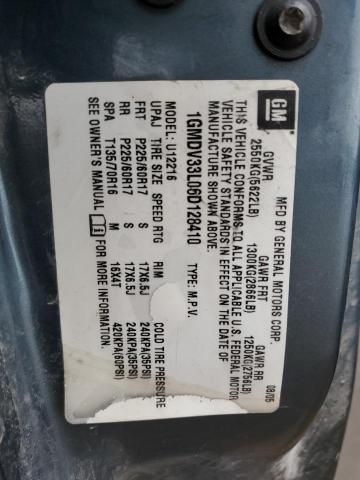 GM
MFD BY GENERAL MOTORS CORP.
08/05
GVWR GAWR FRT GAWR RR
2550KG(5622LB) 1300KG(2866LB) 1250KG(2756LB)
THIS VEHICLE CONFORMS TO ALL APPLICABLE U.S. FEDERAL MOTOR
VEHICLE SAFETY STANDARDS IN EFFECT ON THE DATE OF
MANUFACTURE SHOWN ABOVE.
1GMDV33L06D128410 TYPE: M.P.V.
U12216
UPAJ TIRE SIZE SPEED RTG RIM COLD TIRE PRESSURE
FRT P225/60R17 S 17X6.5J 240KPA(35PSI)
RR P225/60R17 S 17X6.5J 240KPA(35PSI)
SPA T135/70R16 M 16X4T 420KPA(60PSI)
SEE OWNER'S MANUAL FOR MORE INFORMATION.